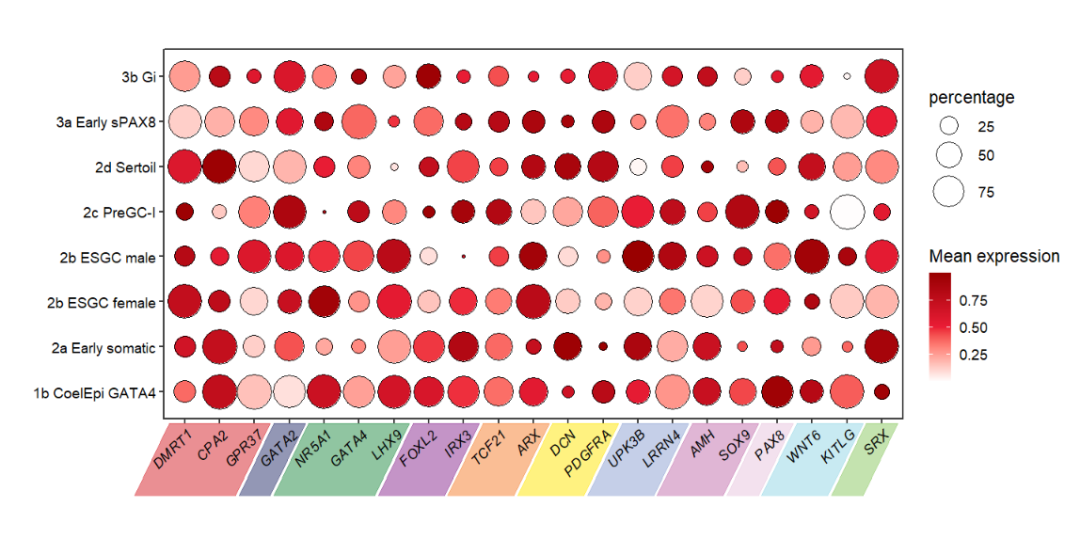 3b Gi
3a Early sPAX8
2d Sertoil
2c PreGC-I
2b ESGC male
2b ESGC female
2a Early somatic
1b CoelEpi GATA4
DMRT1 CPA2 GPR37 GATA2 NR5A1 GATA4 LHX9 FOXL2 IRX3 TCF21 ARX DCN PDGFRA UPK3B LRRN4 AMH SOX9 PAX8 WNT6 KITLG SRX
percentage
25
50
75
Mean expression
0.75
0.50
0.25